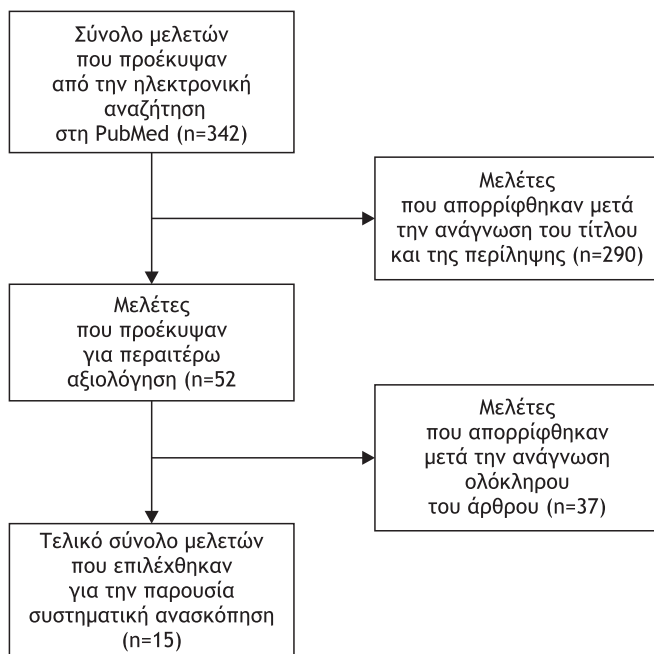 Σύνολο μελετών
που προέκυψαν
από την ηλεκτρονική
αναζήτηση
στη PubMed (n=342)
Μελέτες
που απορρίφθηκαν μετά
την ανάγνωση του τίτλου
και της περίληψης (n=290)
Μελέτες
που προέκυψαν
για περαιτέρω
αξιολόγηση (n=52
Μελέτες
που απορρίφθηκαν
μετά την ανάγνωση
ολόκληρου
του άρθρου (n=37)
Τελικό σύνολο μελετών
που επιλέχθηκαν
για την παρουσία
συστηματική ανασκόπηση
(n=15)